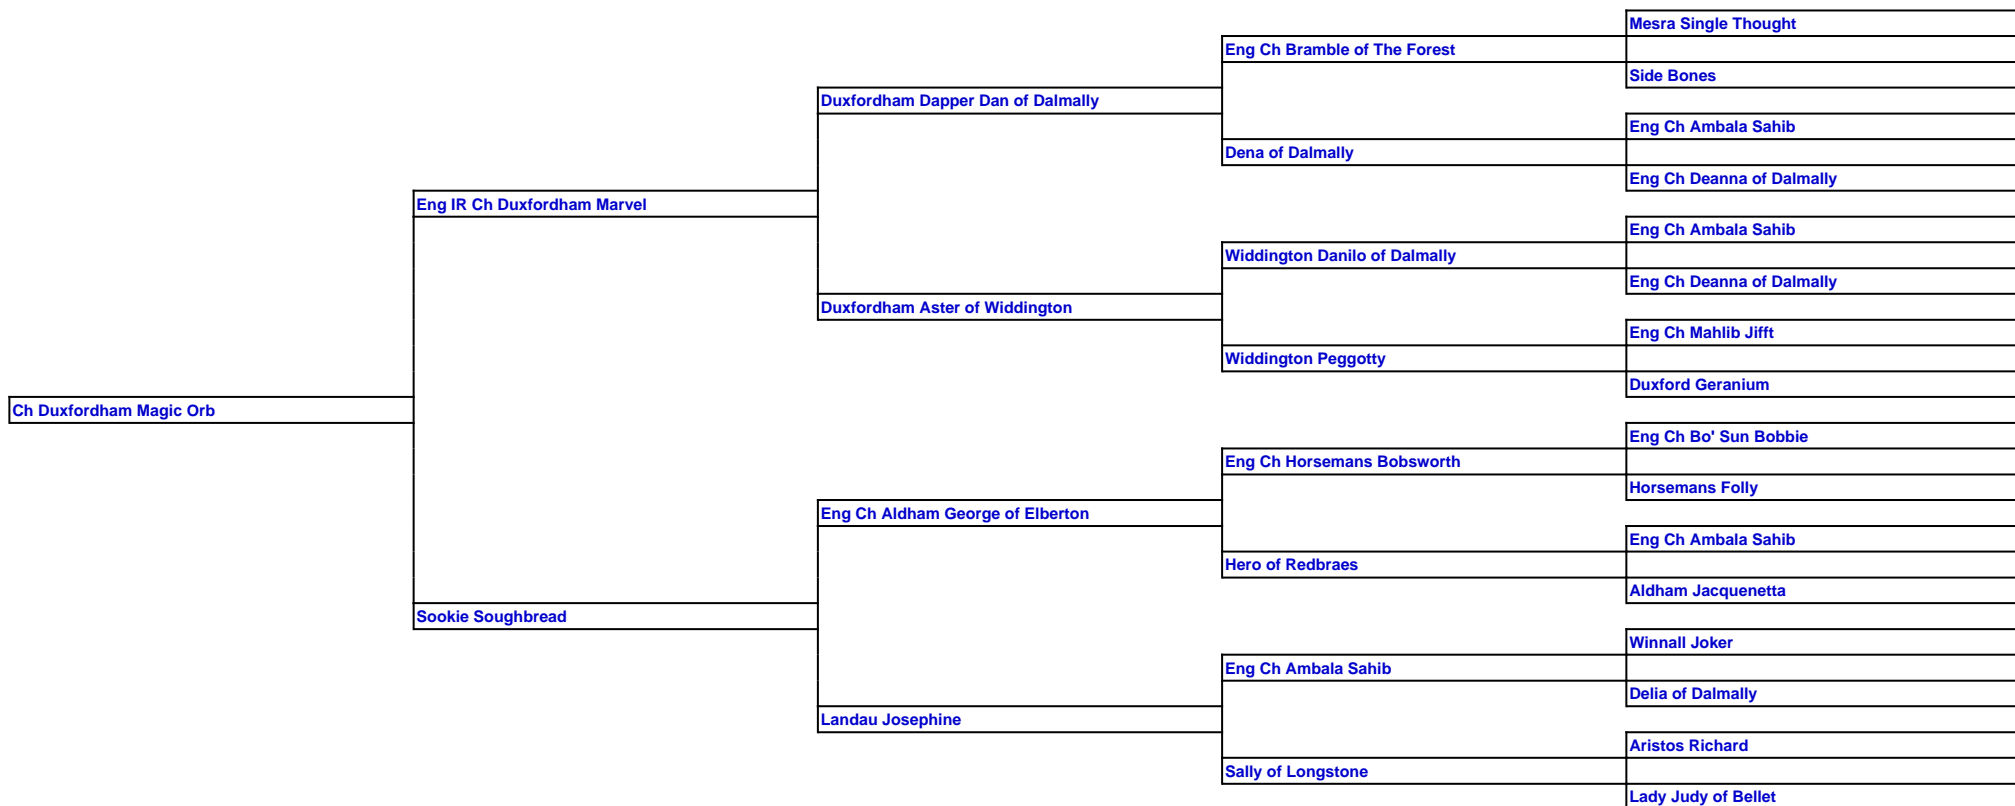 Mesra Single Thought
Eng Ch Bramble of The Forest
Side Bones
Duxfordham Dapper Dan of Dalmally
Eng Ch Ambala Sahib
Dena of Dalmally
Eng Ch Deanna of Dalmally
Eng IR Ch Duxfordham Marvel
Eng Ch Ambala Sahib
Widdington Danilo of Dalmally
Eng Ch Deanna of Dalmally
Duxfordham Aster of Widdington
Eng Ch Mahlib Jifft
Widdington Peggotty
Duxford Geranium
Ch Duxfordham Magic Orb
Eng Ch Bo' Sun Bobbie
Eng Ch Horsemans Bobsworth
Horsemans Folly
Eng Ch Aldham George of Elberton
Eng Ch Ambala Sahib
Hero of Redbraes
Aldham Jacquenetta
Sookie Soughbread
Winnall Joker
Eng Ch Ambala Sahib
Delia of Dalmally
Landau Josephine
Aristos Richard
Sally of Longstone
Lady Judy of Bellet